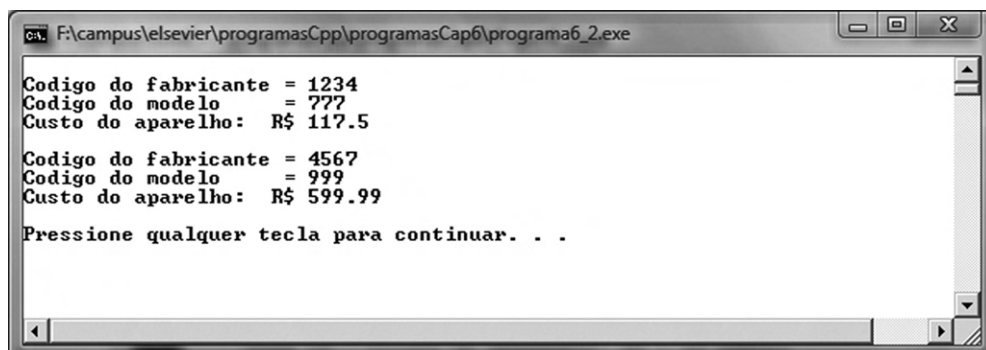 F:\campus\elsevier\programasCpp\programasCap6\programa6_2.exe
Codigo do fabricante = 1234
Codigo do modelo = 777
Custo do aparelho: R$ 117.5
Codigo do fabricante = 4567
Codigo do modelo = 999
Custo do aparelho: R$ 599.99
Pressione qualquer tecla para continuar. . .